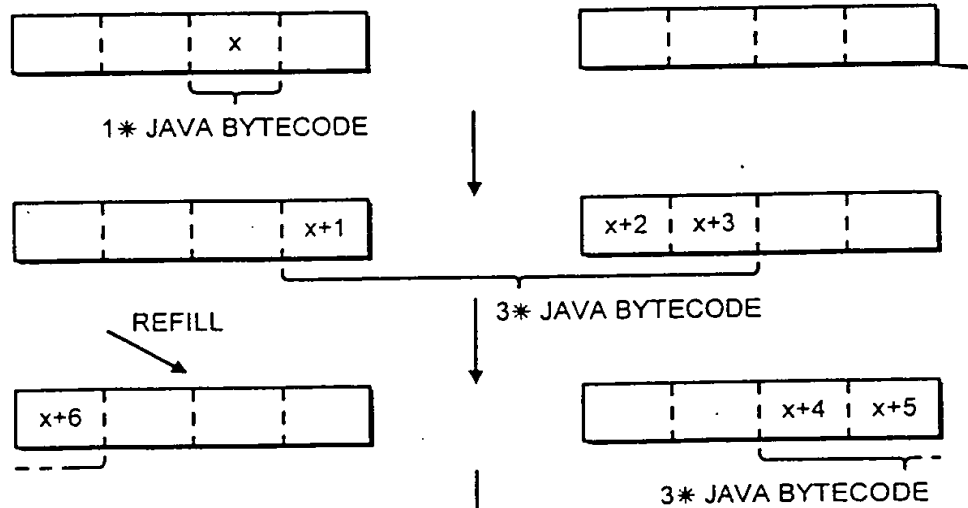 x
1* JAVA BYTECODE
x+1
x+2 x+3
3* JAVA BYTECODE
REFILL
x+6
x+4 x+5
3* JAVA BYTECODE